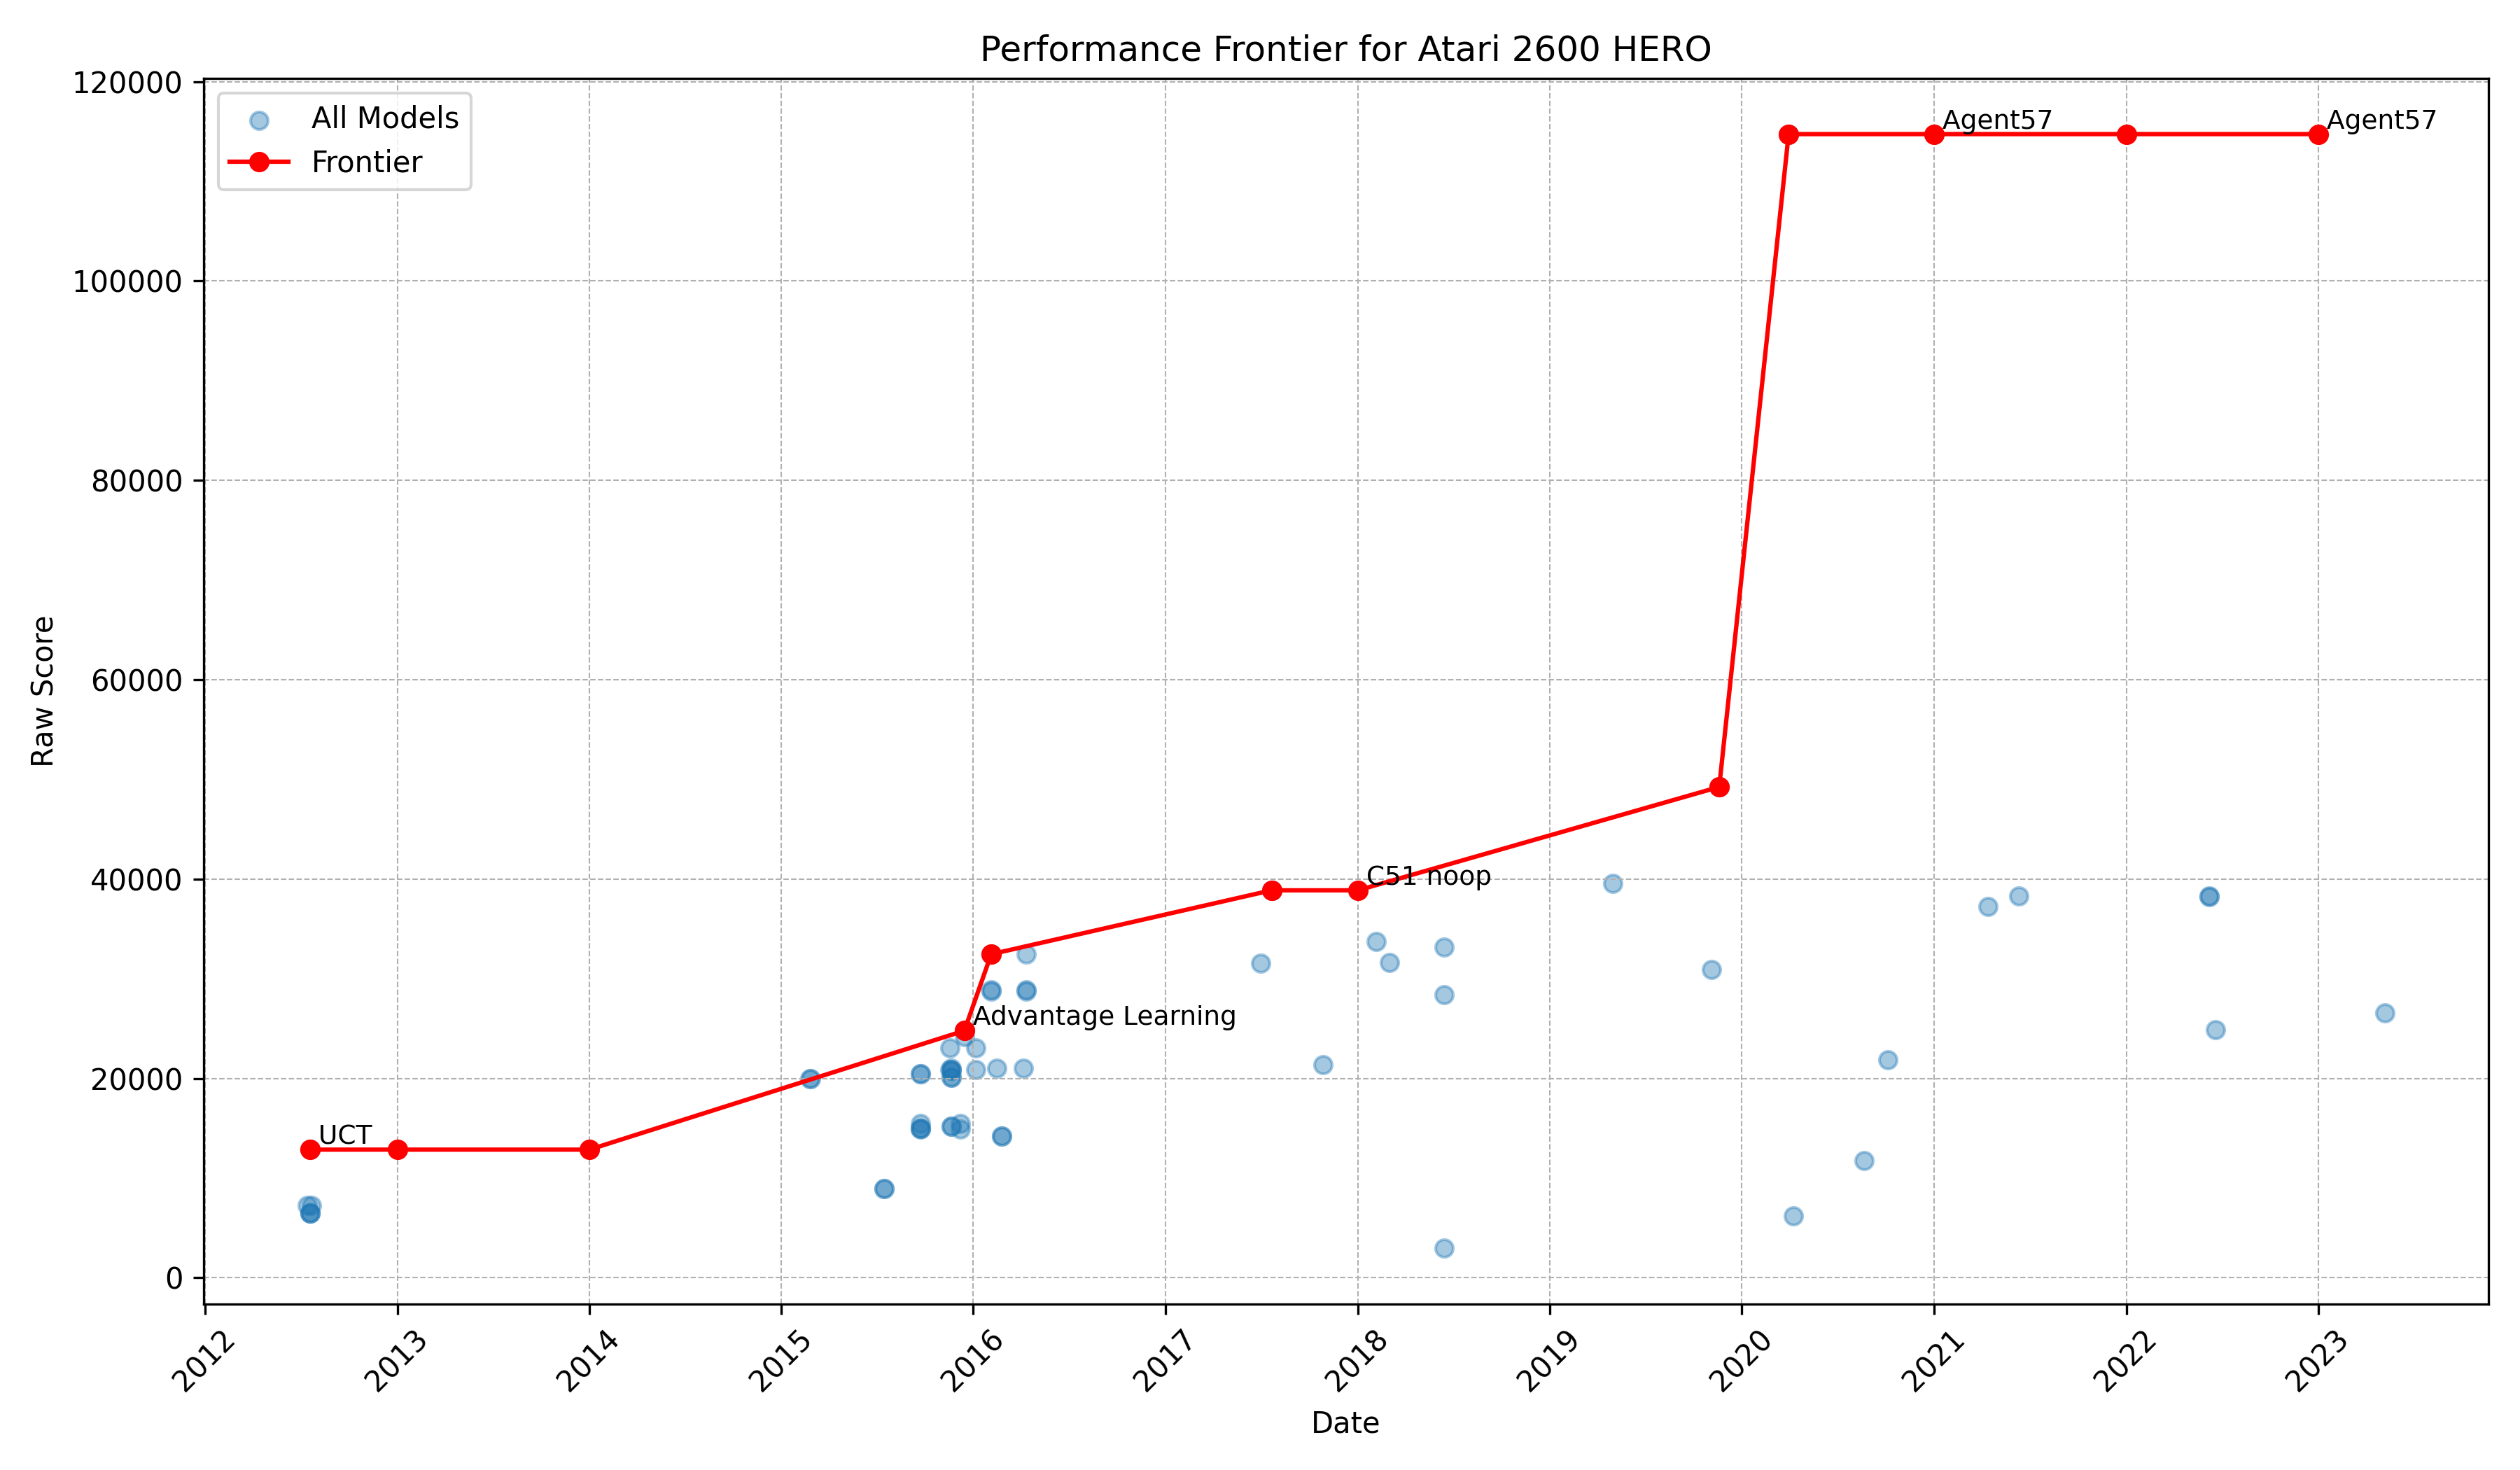 Performance Frontier for Atari 2600 HERO
120000
100000
80000
60000
40000
20000
0
Raw Score
All Models
Frontier
UCT
Advantage Learning
C51 noop
Agent57
Agent57
2012
2013
2014
2015
2016
2017
2018
2019
2020
2021
2022
2023
Date